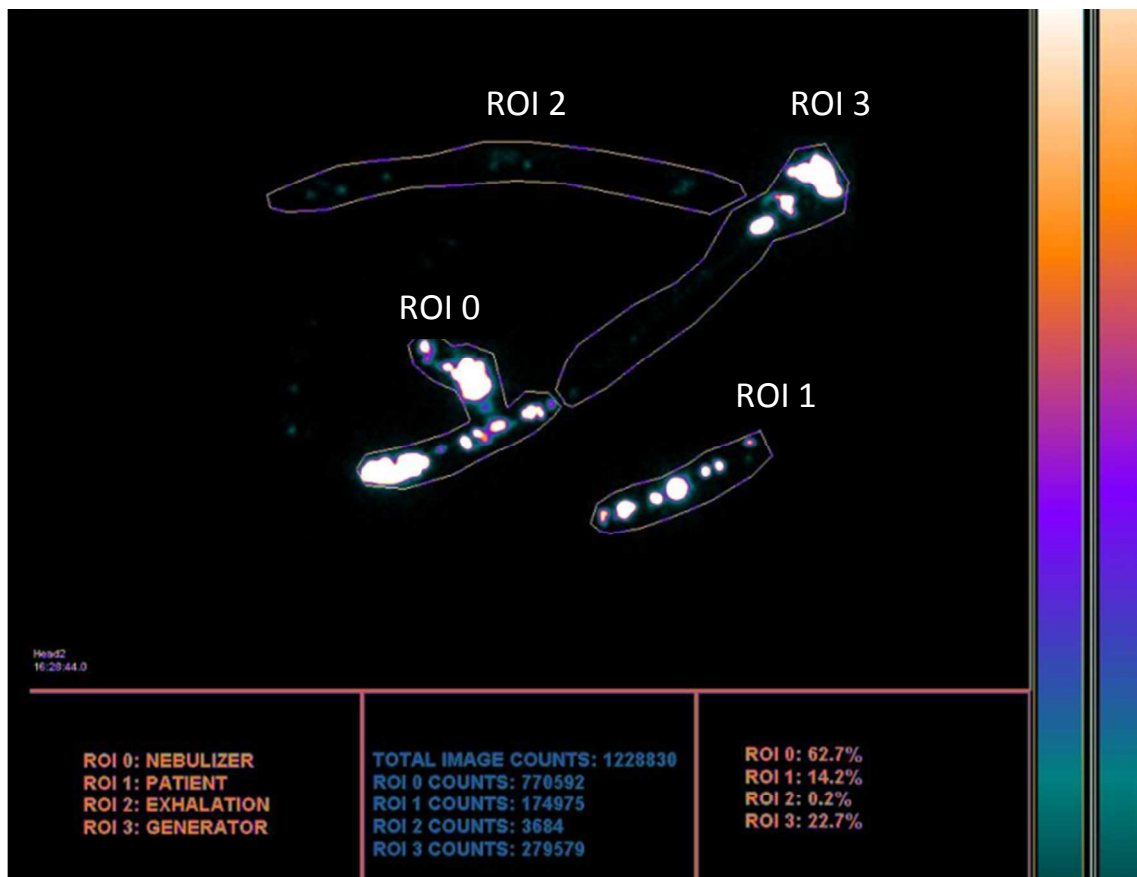 ROI 2
ROI 3
ROI 0
ROI 1
Head2
16:28:44.0
ROI 0: NEBULIZER
ROI 1: PATIENT
ROI 2: EXHALATION
ROI 3: GENERATOR
TOTAL IMAGE COUNTS: 1228830
ROI 0 COUNTS: 770592
ROI 1 COUNTS: 174975
ROI 2 COUNTS: 3684
ROI 3 COUNTS: 279579
ROI 0: 62.7%
ROI 1: 14.2%
ROI 2: 0.2%
ROI 3: 22.7%